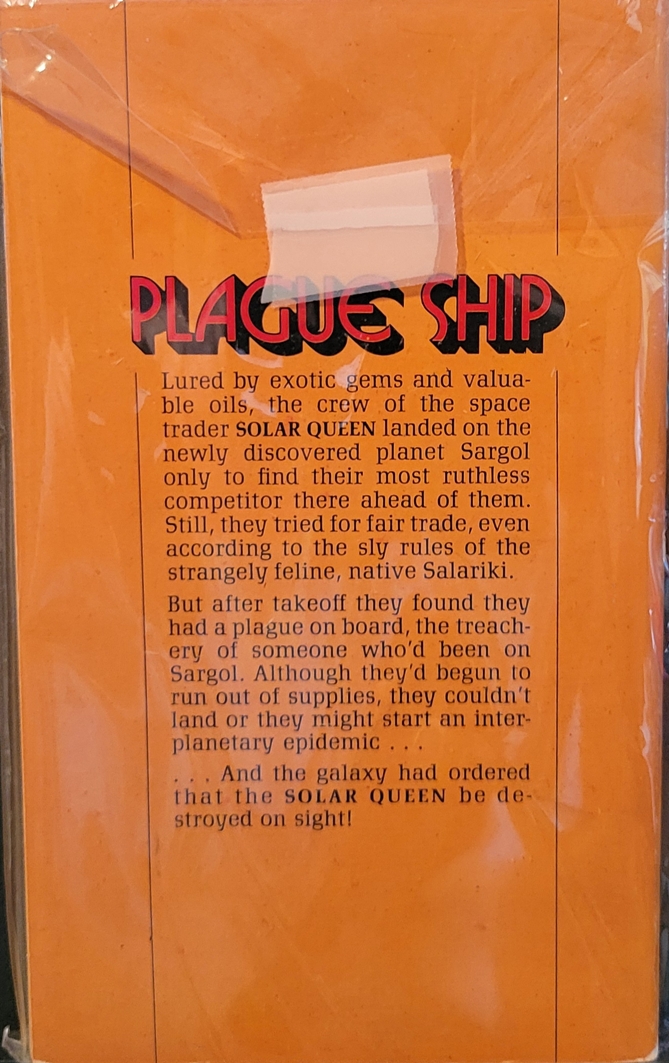 PLAGUE SHIP
Lured by exotic gems and valua-
ble oils, the crew of the space
trader SOLAR QUEEN landed on the
newly discovered planet Sargol
only to find their most ruthless
competitor there ahead of them.
Still, they tried for fair trade, even
according to the sly rules of the
strangely feline, native Salariki.
But after takeoff they found they
had a plague on board, the treach-
ery of someone who'd been on
Sargol. Although they'd begun to
run out of supplies, they couldn't
land or they might start an inter-
planetary epidemic . . .
. . . And the galaxy had ordered
that the SOLAR QUEEN be de-
stroyed on sight!